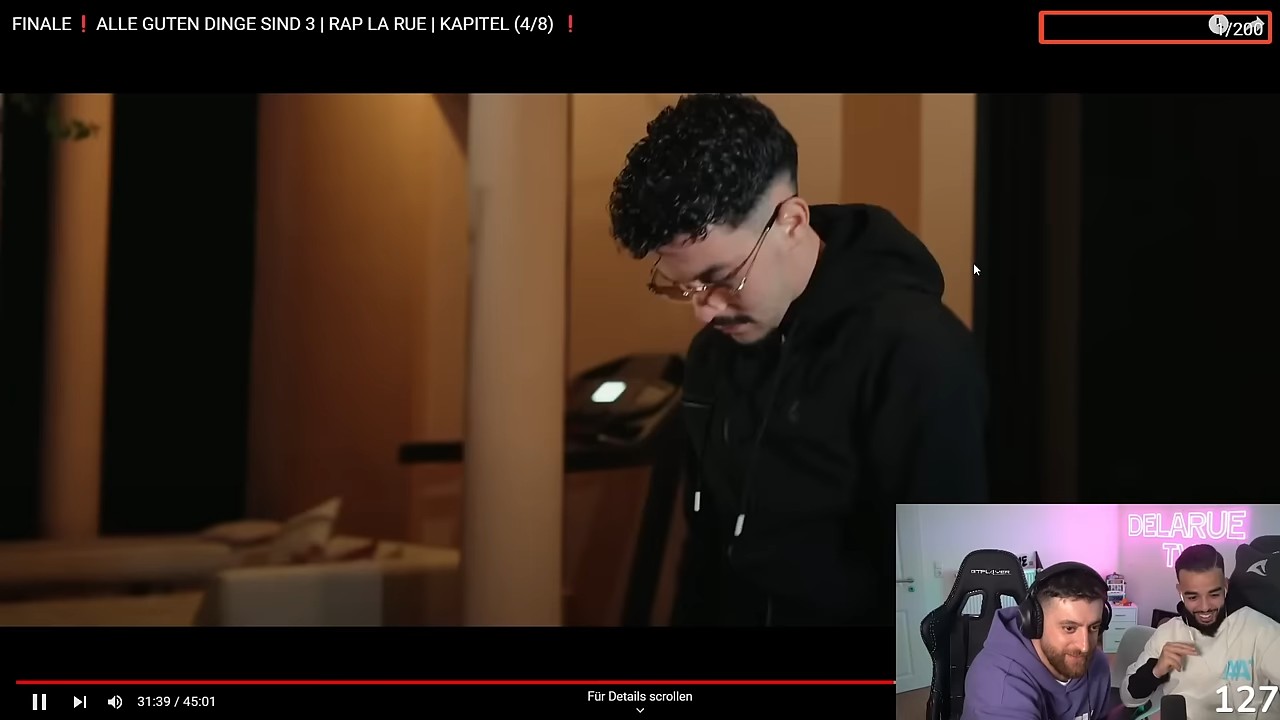 FINALE❗ ALLE GUTEN DINGE SIND 3 | RAP LA RUE | KAPITEL (4/8) ❗
1/200
DELARUE
TV
GTPLAYER
127
31:39 / 45:01
Für Details scrollen